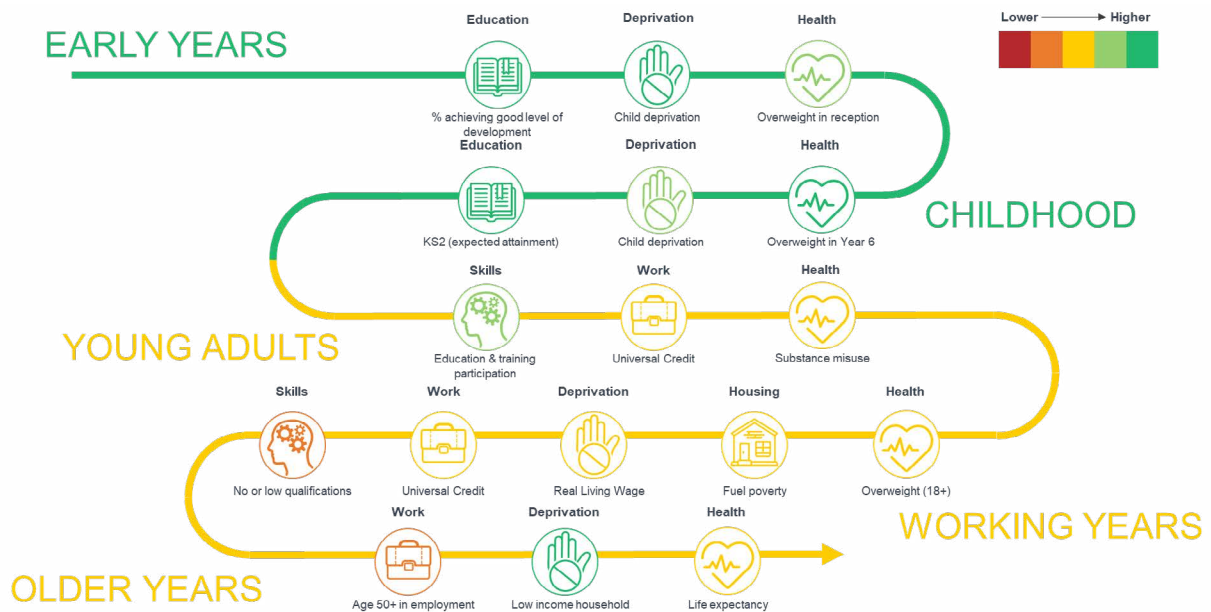 EARLY YEARS
Education
Deprivation
Health
Lower
Higher
% achieving good level of
development
Child deprivation
Overweight in reception
Education
Deprivation
Health
CHILDHOOD
KS2 (expected attainment)
Child deprivation
Overweight in Year 6
Skills
Work
Health
YOUNG ADULTS
Education & training
participation
Universal Credit
Substance misuse
Skills
Work
Deprivation
Housing
Health
No or low qualifications
Universal Credit
Real Living Wage
Fuel poverty
Overweight (18+)
WORKING YEARS
Work
Deprivation
Health
OLDER YEARS
Age 50+ in employment
Low income household
Life expectancy